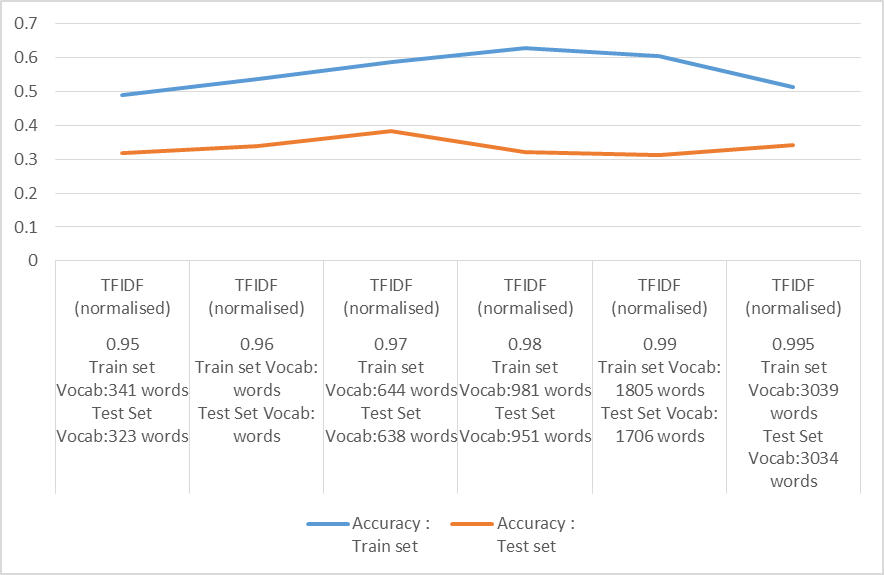 0.7
0.6
0.5
0.4
0.3
0.2
0.1
0
TFIDF
(normalised)
TFIDF
(normalised)
TFIDF
(normalised)
TFIDF
(normalised)
TFIDF
(normalised)
TFIDF
(normalised)
0.95
Train set
Vocab:341 words
Test Set
Vocab:323 words
0.96
Train set Vocab:
words
Test Set Vocab:
words
0.97
Train set
Vocab:644 words
Test Set
Vocab:638 words
0.98
Train set
Vocab:981 words
Test Set
Vocab:951 words
0.99
Train set Vocab:
1805 words
Test Set Vocab:
1706 words
0.995
Train set
Vocab:3039
words
Test Set
Vocab:3034
words
Accuracy :
Train set
Accuracy :
Test set